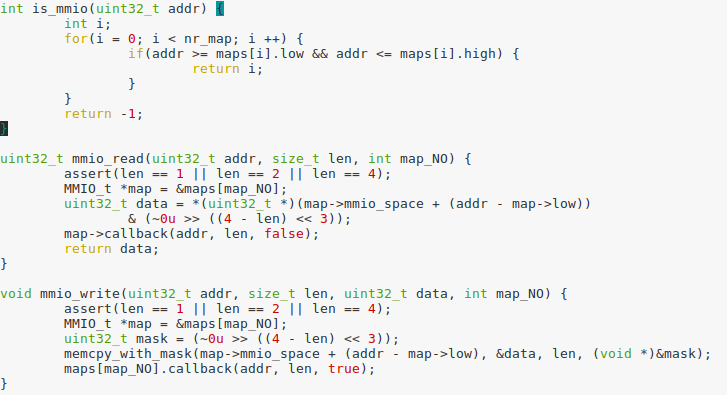 int is_mmio(uint32_t addr) {
        int i;
        for(i = 0; i < nr_map; i ++) {
                if(addr >= maps[i].low && addr <= maps[i].high) {
                        return i;
                }
        }
        return -1;
}

uint32_t mmio_read(uint32_t addr, size_t len, int map_NO) {
        assert(len == 1 || len == 2 || len == 4);
        MMIO_t *map = &maps[map_NO];
        uint32_t data = *(uint32_t *)(map->mmio_space + (addr - map->low))
                & (~0u >> ((4 - len) << 3));
        map->callback(addr, len, false);
        return data;
}

void mmio_write(uint32_t addr, size_t len, uint32_t data, int map_NO) {
        assert(len == 1 || len == 2 || len == 4);
        MMIO_t *map = &maps[map_NO];
        uint32_t mask = (~0u >> ((4 - len) << 3));
        memcpy_with_mask(map->mmio_space + (addr - map->low), &data, len, (void *)&mask);
        maps[map_NO].callback(addr, len, true);
}